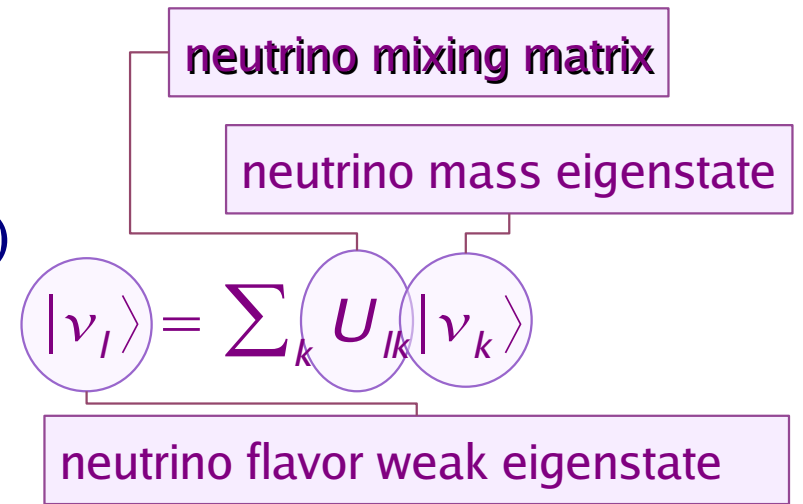 neutrino mixing matrix
neutrino mass eigenstate
)
|ν_l⟩ = ∑_k U_lk |ν_k⟩
neutrino flavor weak eigenstate